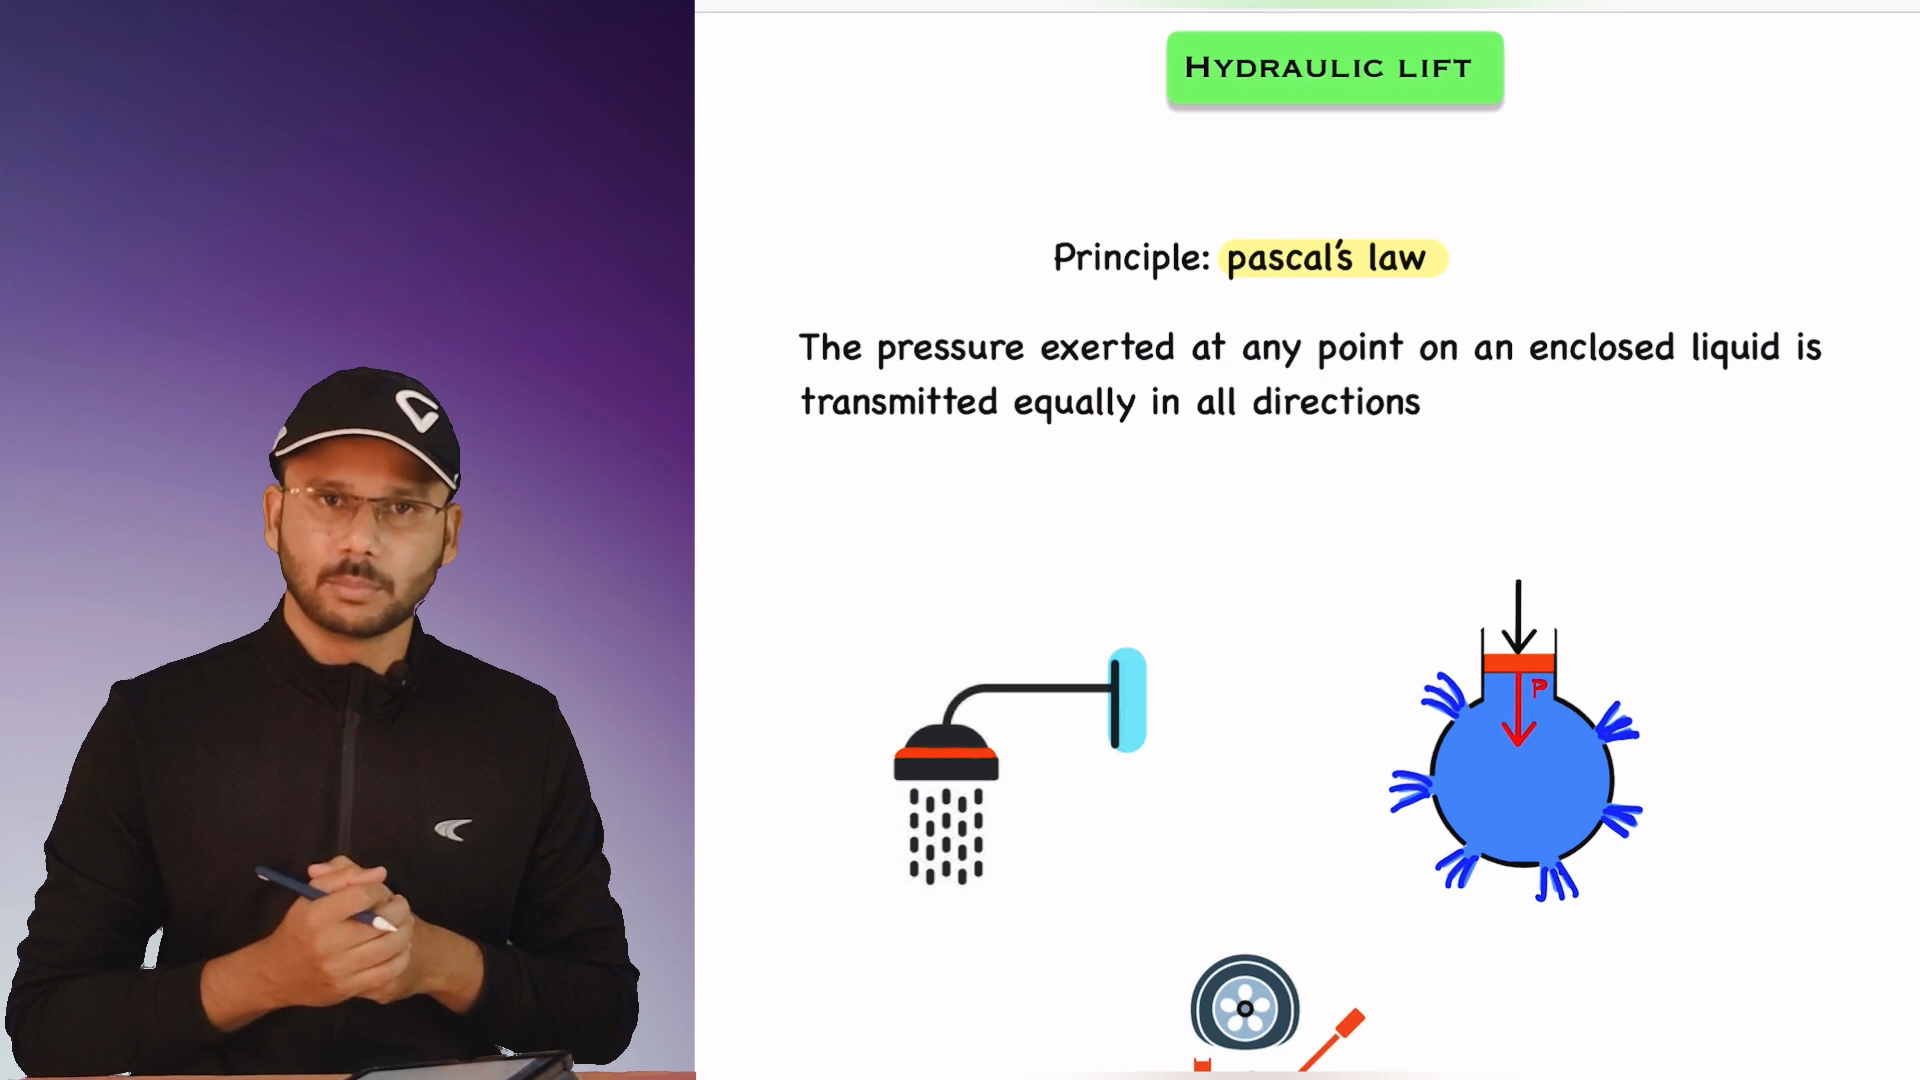 HYDRAULIC LIFT
Principle: pascal's law
The pressure exerted at any point on an enclosed liquid is
transmitted equally in all directions
P